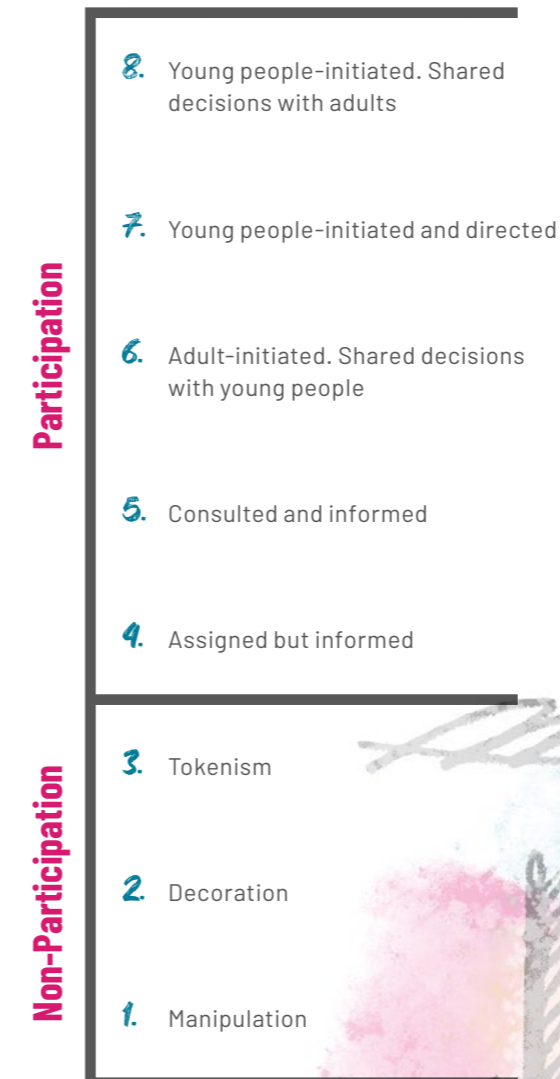 Participation
8. Young people-initiated. Shared
decisions with adults
7. Young people-initiated and directed
6. Adult-initiated. Shared decisions
with young people
5. Consulted and informed
4. Assigned but informed
Non-Participation
3. Tokenism
2. Decoration
1. Manipulation